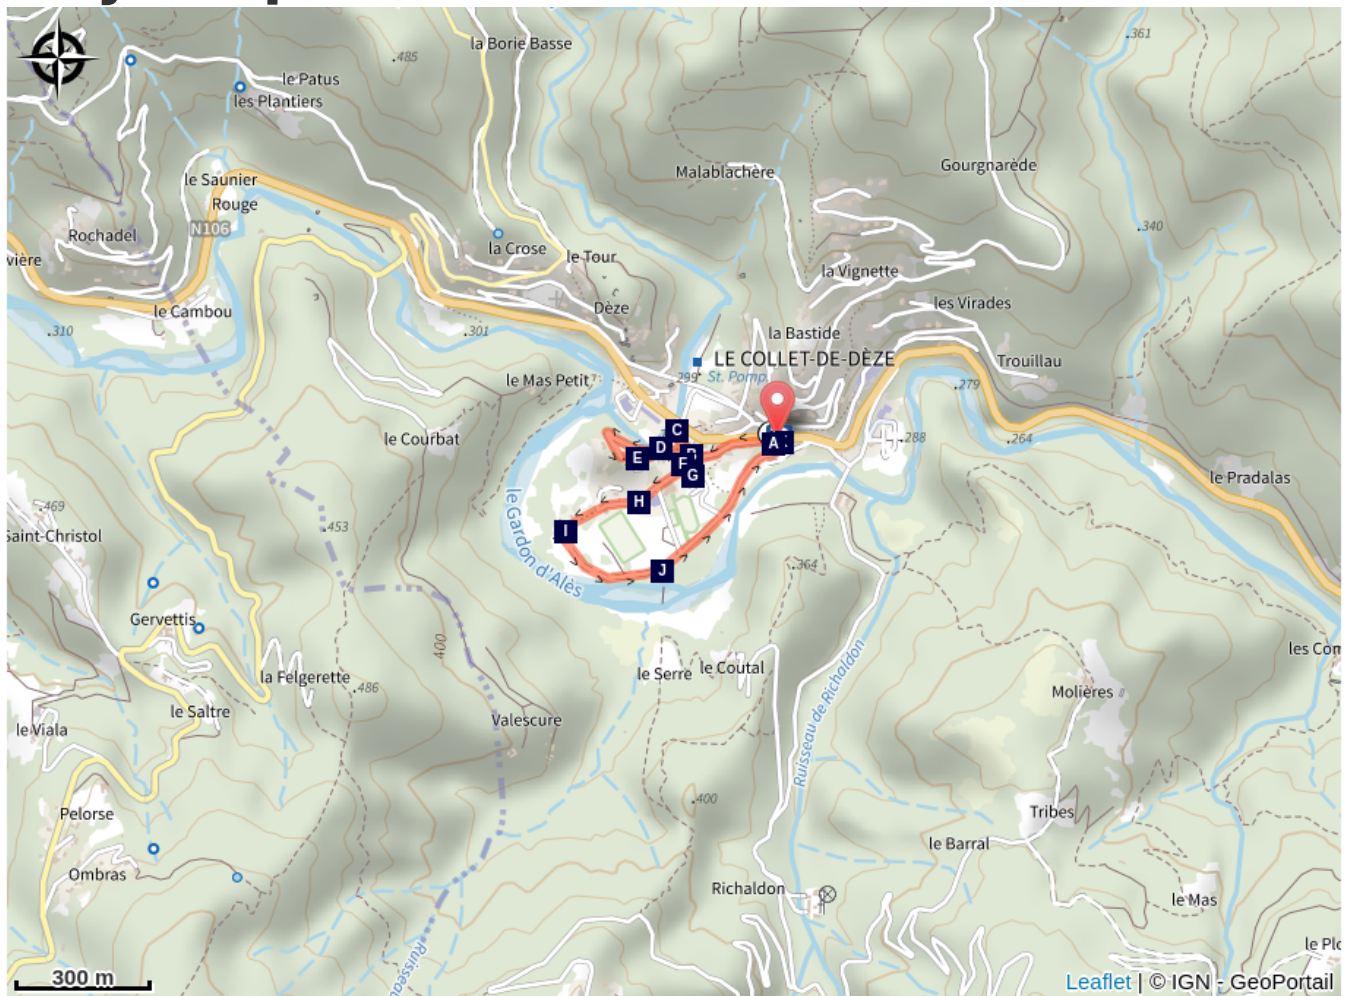 la Borie Basse
.485
.361
le Patus
les Plantiers
Malablachère
Gourgnarède
le Saunier
Rouge
N106
Rochadel
vière
la Crose
le Tour
.340
la Vignette
Dèze
les Virades
le Cambou
.310
.301
la Bastide
LE COLLET-DE-DÈZE
Trouillau
299
St. Pomp.
le Mas Petit
.279
le Courbat
C
A
D
E
F
G
.288
.264
le Pradalas
H
.469
.453
I
Saint-Christol
le Gardon d'Alès
J
.364
Gervettis
400
les Com
la Felgerette
.486
le Serre
le Coutal
Ruisseau de Richaldon
Molières
le Saltre
Valescure
le Viala
.400
Pelorse
Tribes
le Barral
Ombras
Richaldon
le Mas
Ruisseau
le Plo
300 m
Leaflet | © IGN - GeoPortail